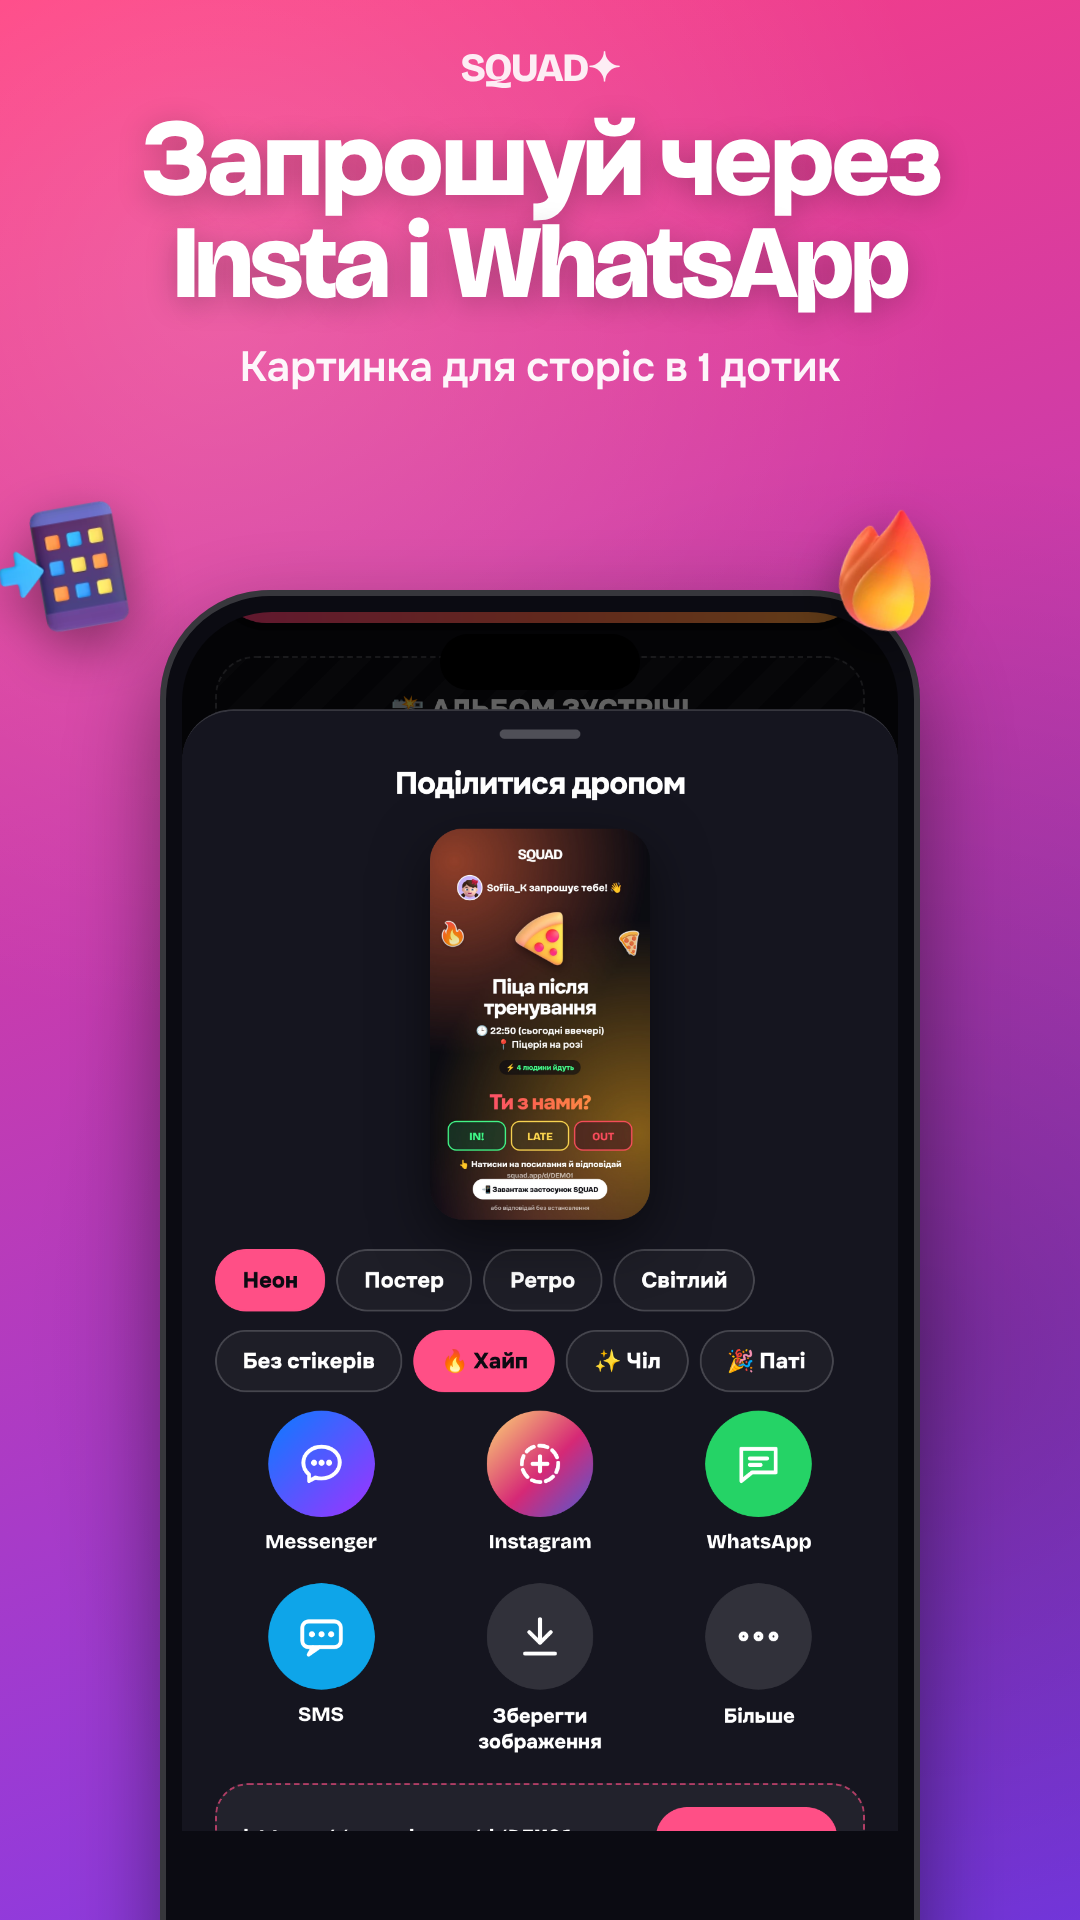 SQUAD
Запрошуй через
Insta і WhatsApp
Картинка для сторіс в 1 дотик
АЛЬБОМ ЗУСТРІЧІ
Поділитися дропом
SQUAD
Sofiia_K запрошує тебе! 👋
Піца після
тренування
🕒 22:50 (сьогодні ввечері)
📍 Піцерія на розі
⚡ 4 людини йдуть
Ти з нами?
IN! LATE OUT
👆 Натисни на посилання й відповідай
squad.app/d/DEMO!
📲 Завантаж застосунок SQUAD
або відповідай без встановлення
Неон Постер Ретро Світлий
Без стікерів 🔥 Хайп ✨ Чіл 🎉 Паті
Messenger Instagram WhatsApp
SMS Зберегти Більше
зображення